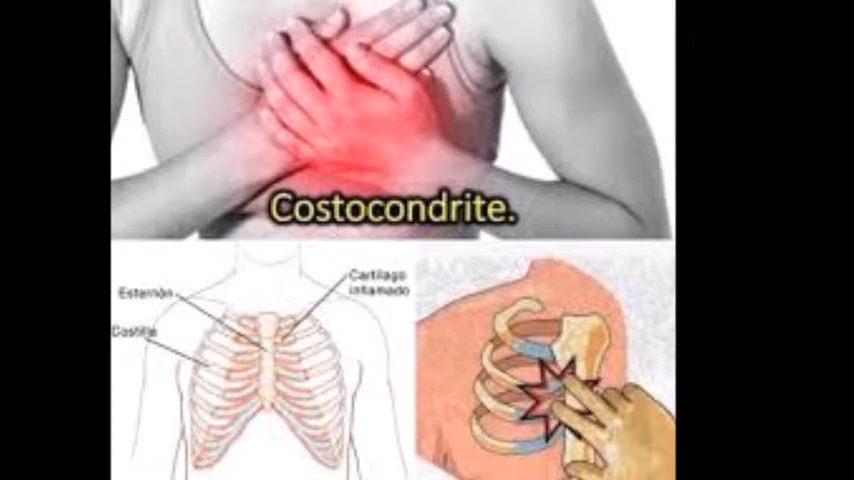 Costocondrite.
Cartílago
inflamado
Esternón
Costilla